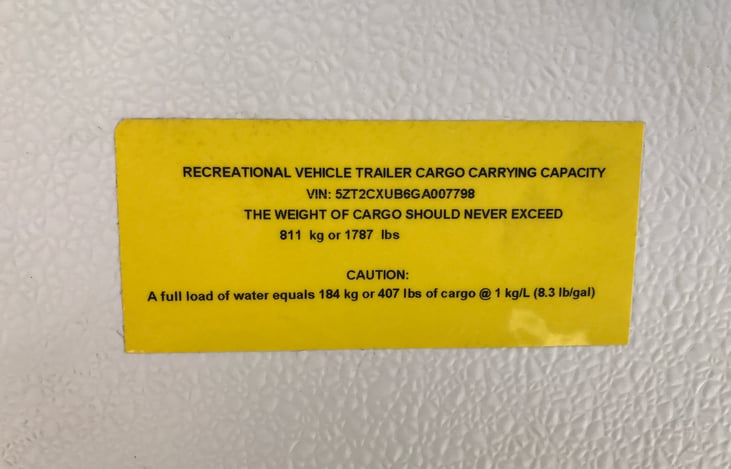 RECREATIONAL VEHICLE TRAILER CARGO CARRYING CAPACITY
VIN: 5ZT2CXUB6GA007798
THE WEIGHT OF CARGO SHOULD NEVER EXCEED
811 kg or 1787 lbs
CAUTION:
A full load of water equals 184 kg or 407 lbs of cargo @ 1 kg/L (8.3 lb/gal)